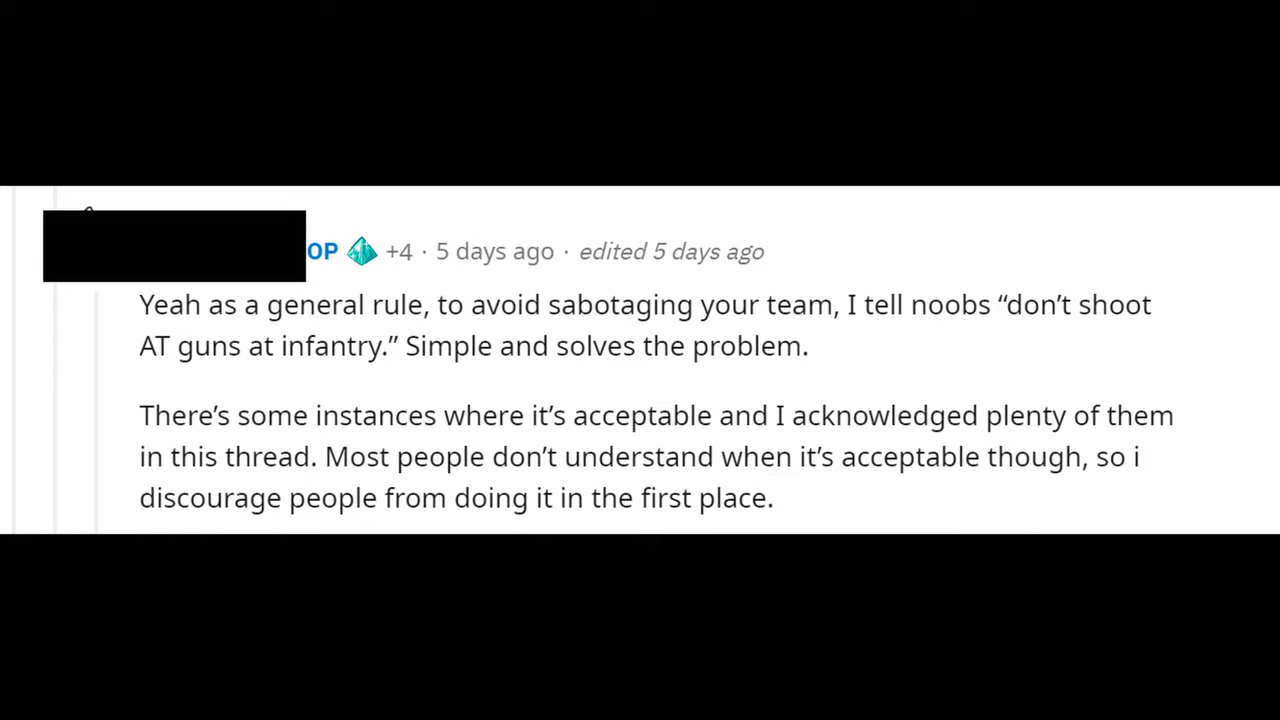 OP +4 · 5 days ago · edited 5 days ago
Yeah as a general rule, to avoid sabotaging your team, I tell noobs “don’t shoot
AT guns at infantry.” Simple and solves the problem.
There’s some instances where it’s acceptable and I acknowledged plenty of them
in this thread. Most people don’t understand when it’s acceptable though, so i
discourage people from doing it in the first place.